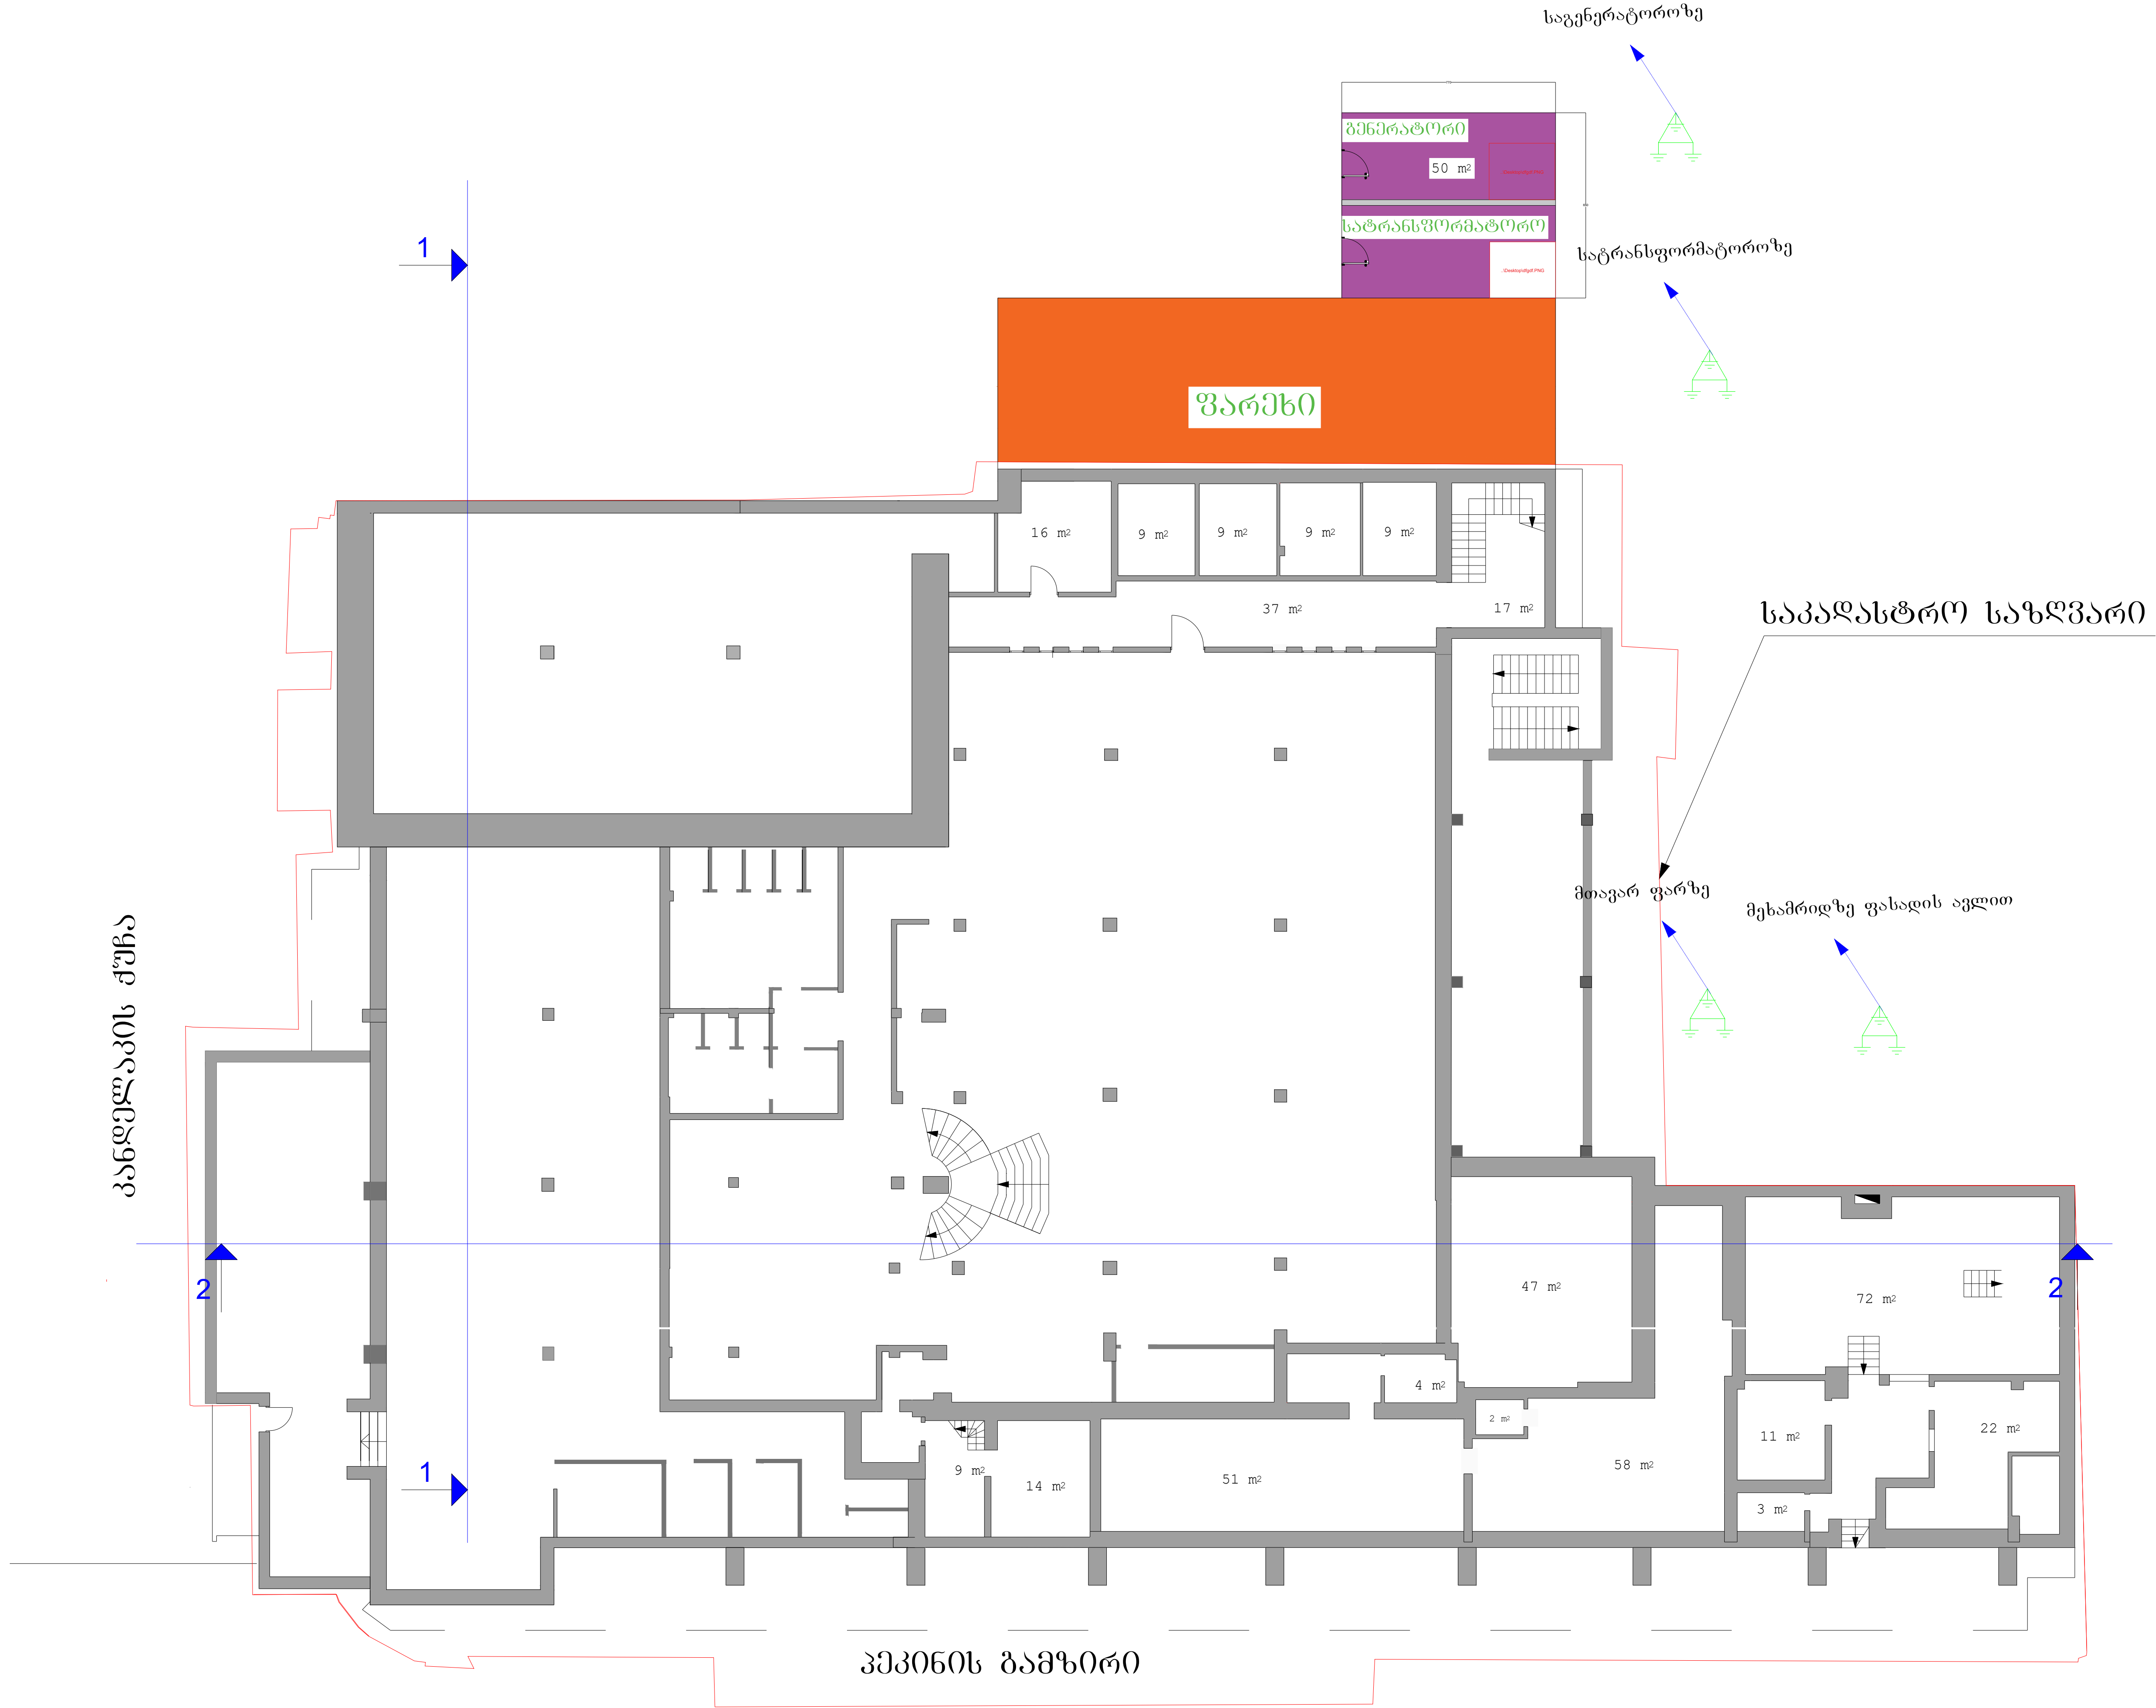 საგენერატოროზე
გენერატორი
50 m²
სატრანსფორმატორო
.\Desktop\dfgdf.PNG
სატრანსფორმატოროზე
1
ფარეხი
16 m²
9 m²
9 m²
9 m²
9 m²
37 m²
17 m²
საკადასტრო საზღვარი
მთავარ ფარზე
მეხამრიდზე ფასადის ავლით
კანდელაკის ქუჩა
2
47 m²
72 m²
2
4 m²
2 m²
11 m²
22 m²
1
9 m²
14 m²
51 m²
58 m²
3 m²
პეკინის გამზირი